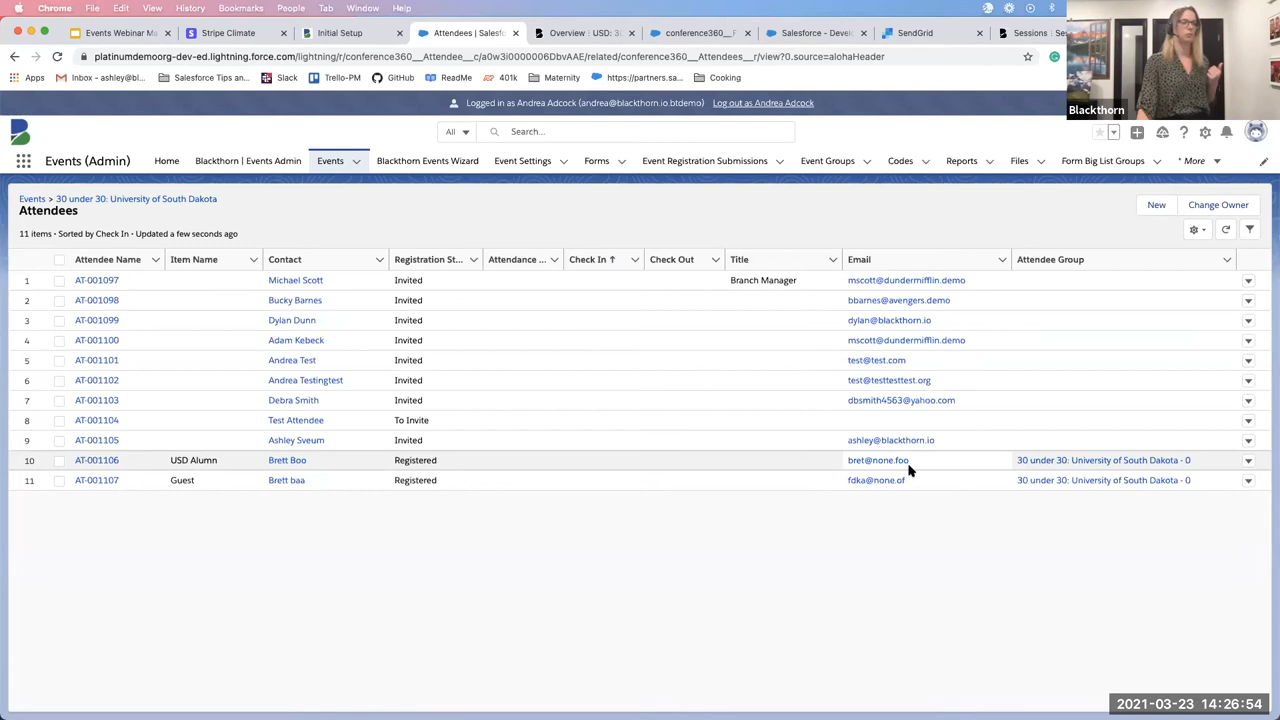 Chrome File Edit View History Bookmarks People Tab Window Help
Events Webinar M Stripe Climate Initial Setup Attendees | Salesf Overview | USD: 3 conference360__F Salesforce - Devel SendGrid Sessions | Ses
platinumdemoorg-dev-ed.lightning.force.com/lightning/r/conference360__Attendee__c/a0w3i000006DbvAAE/related/conference360__Attendees__r/view?0.source=alohaHeader
Apps Inbox - ashley@bl... Salesforce Tips an... Slack Trello-PM GitHub ReadMe 401k Maternity https://partners.sa... Cooking
Blackthorn
Logged in as Andrea Adcock (andrea@blackthorn.io.btdemo) Log out as Andrea Adcock
All Search...
Events (Admin) Home Blackthorn | Events Admin Events Blackthorn Events Wizard Event Settings Forms Event Registration Submissions Event Groups Codes Reports Files Form Big List Groups * More
Events > 30 under 30: University of South Dakota
Attendees
New Change Owner
11 items • Sorted by Check In • Updated a few seconds ago
Attendee Name Item Name Contact Registration St... Attendance ... Check In ↑ Check Out Title Email Attendee Group
1 AT-001097 Michael Scott Invited Branch Manager mscott@dundermifflin.demo
2 AT-001098 Bucky Barnes Invited bbarnes@avengers.demo
3 AT-001099 Dylan Dunn Invited dylan@blackthorn.io
4 AT-001100 Adam Kebeck Invited mscott@dundermifflin.demo
5 AT-001101 Andrea Test Invited test@test.com
6 AT-001102 Andrea Testingtest Invited test@testtesttest.org
7 AT-001103 Debra Smith Invited dbsmith4563@yahoo.com
8 AT-001104 Test Attendee To Invite
9 AT-001105 Ashley Sveum Invited ashley@blackthorn.io
10 AT-001106 USD Alumn Brett Boo Registered bret@none.foo 30 under 30: University of South Dakota - 0
11 AT-001107 Guest Brett baa Registered fdka@none.of 30 under 30: University of South Dakota - 0
2021-03-23 14:26:54